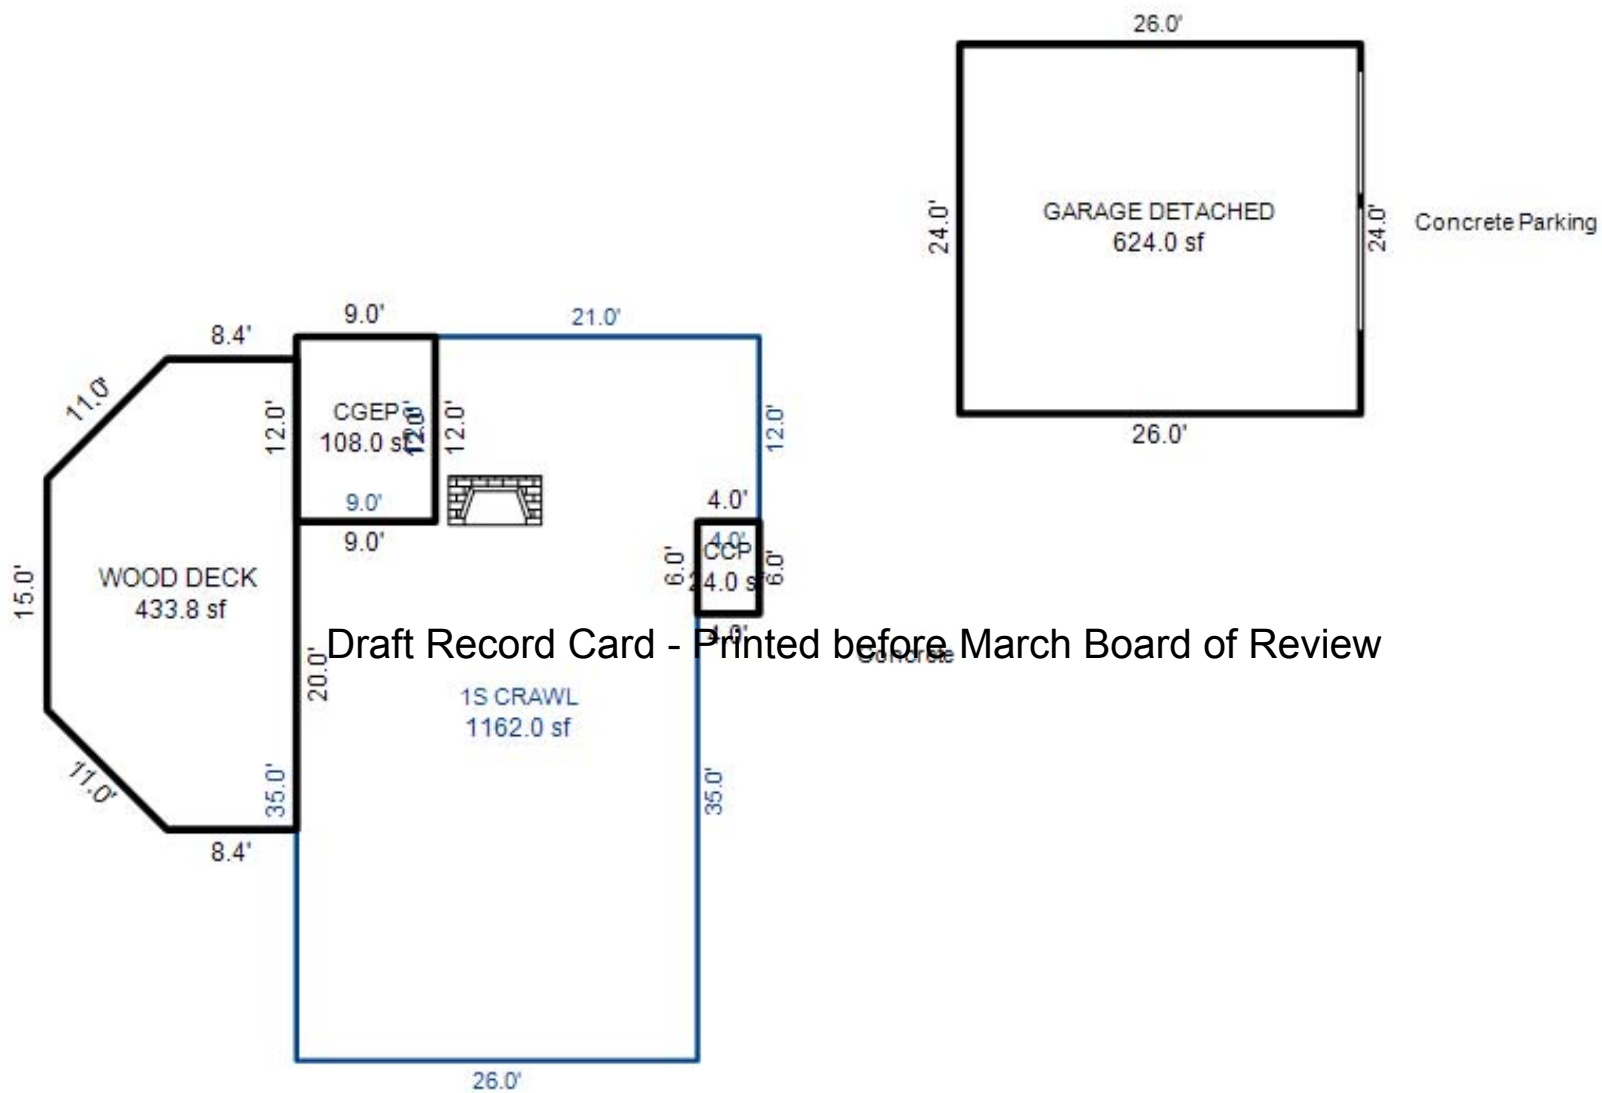 26.0'
24.0'
GARAGE DETACHED
624.0 sf
24.0'
Concrete Parking
26.0'
9.0'
21.0'
8.4'
11.0'
12.0'
CGEP
108.0 sf
12.0'
12.0'
12.0'
9.0'
9.0'
4.0'
4.0'
6.0'
CCP
24.0 sf
6.0'
4.0'
15.0'
WOOD DECK
433.8 sf
20.0'
Draft Record Card - Printed before March Board of Review
Concrete
1S CRAWL
1162.0 sf
35.0'
35.0'
11.0'
8.4'
26.0'